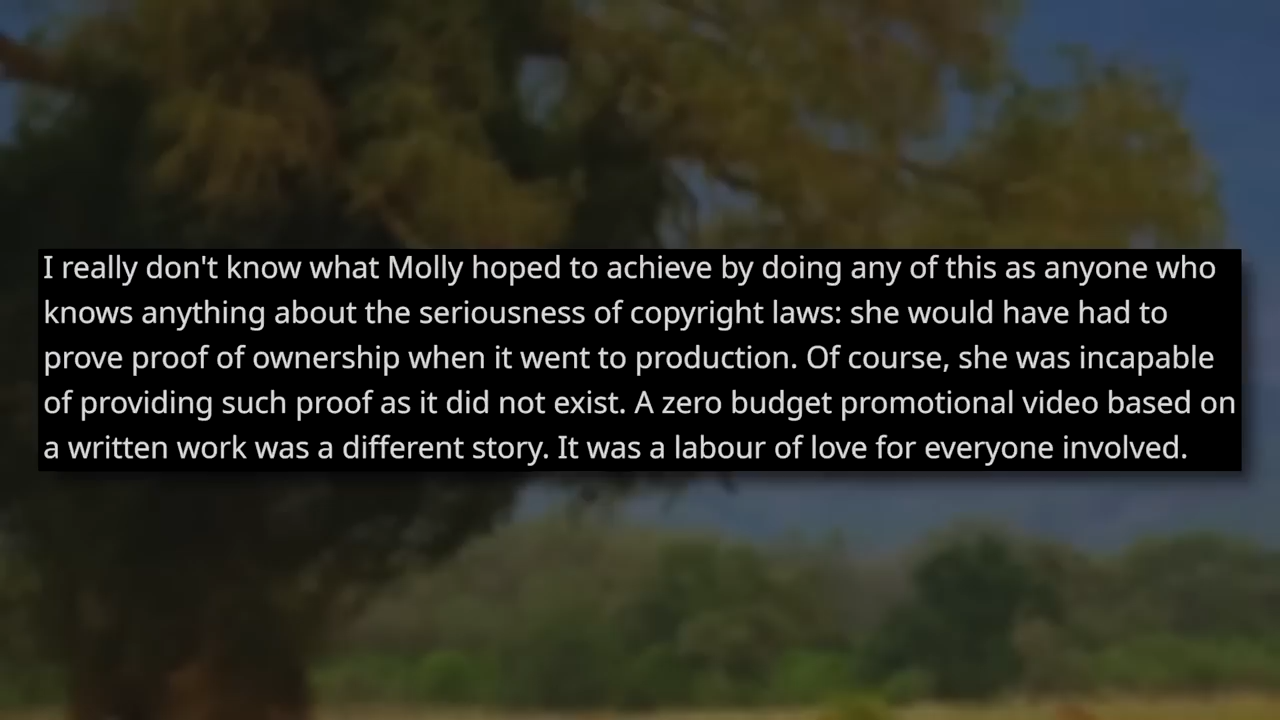 I really don't know what Molly hoped to achieve by doing any of this as anyone who
knows anything about the seriousness of copyright laws: she would have had to
prove proof of ownership when it went to production. Of course, she was incapable
of providing such proof as it did not exist. A zero budget promotional video based on
a written work was a different story. It was a labour of love for everyone involved.